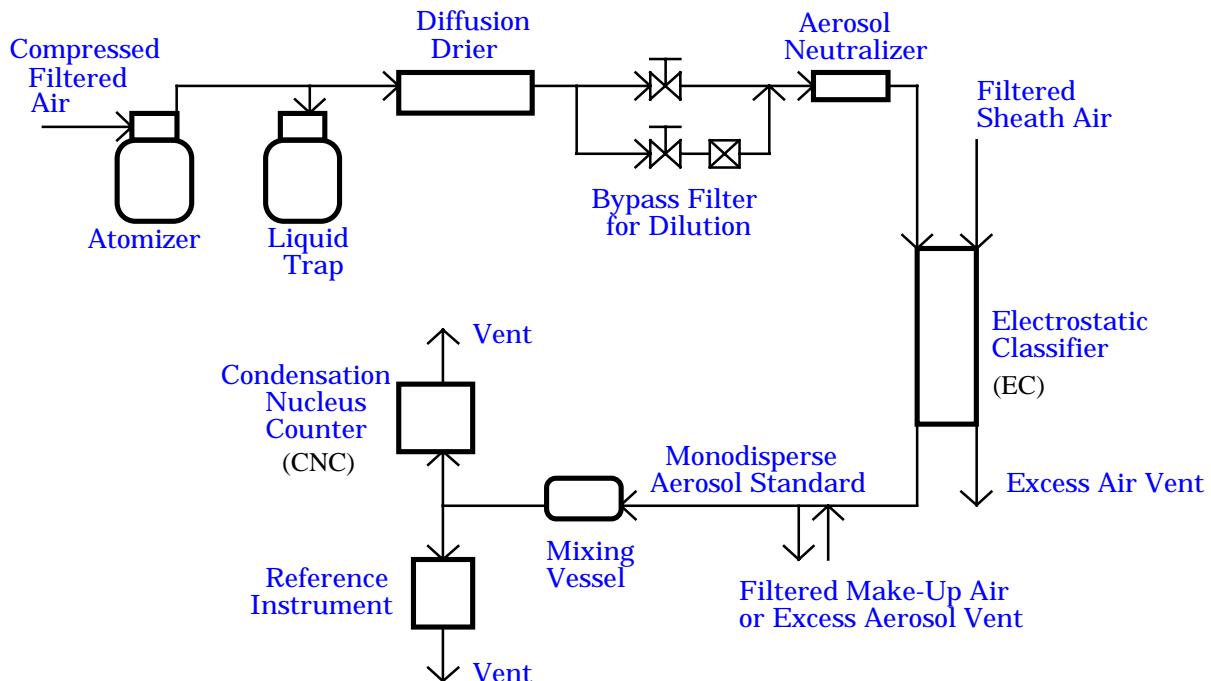 Compressed
Filtered
Air
Diffusion
Drier
Aerosol
Neutralizer
Filtered
Sheath Air
Atomizer
Liquid
Trap
Bypass Filter
for Dilution
Electrostatic
Classifier
(EC)
Vent
Condensation
Nucleus
Counter
(CNC)
Monodisperse
Aerosol Standard
Excess Air Vent
Mixing
Vessel
Reference
Instrument
Filtered Make-Up Air
or Excess Aerosol Vent
Vent